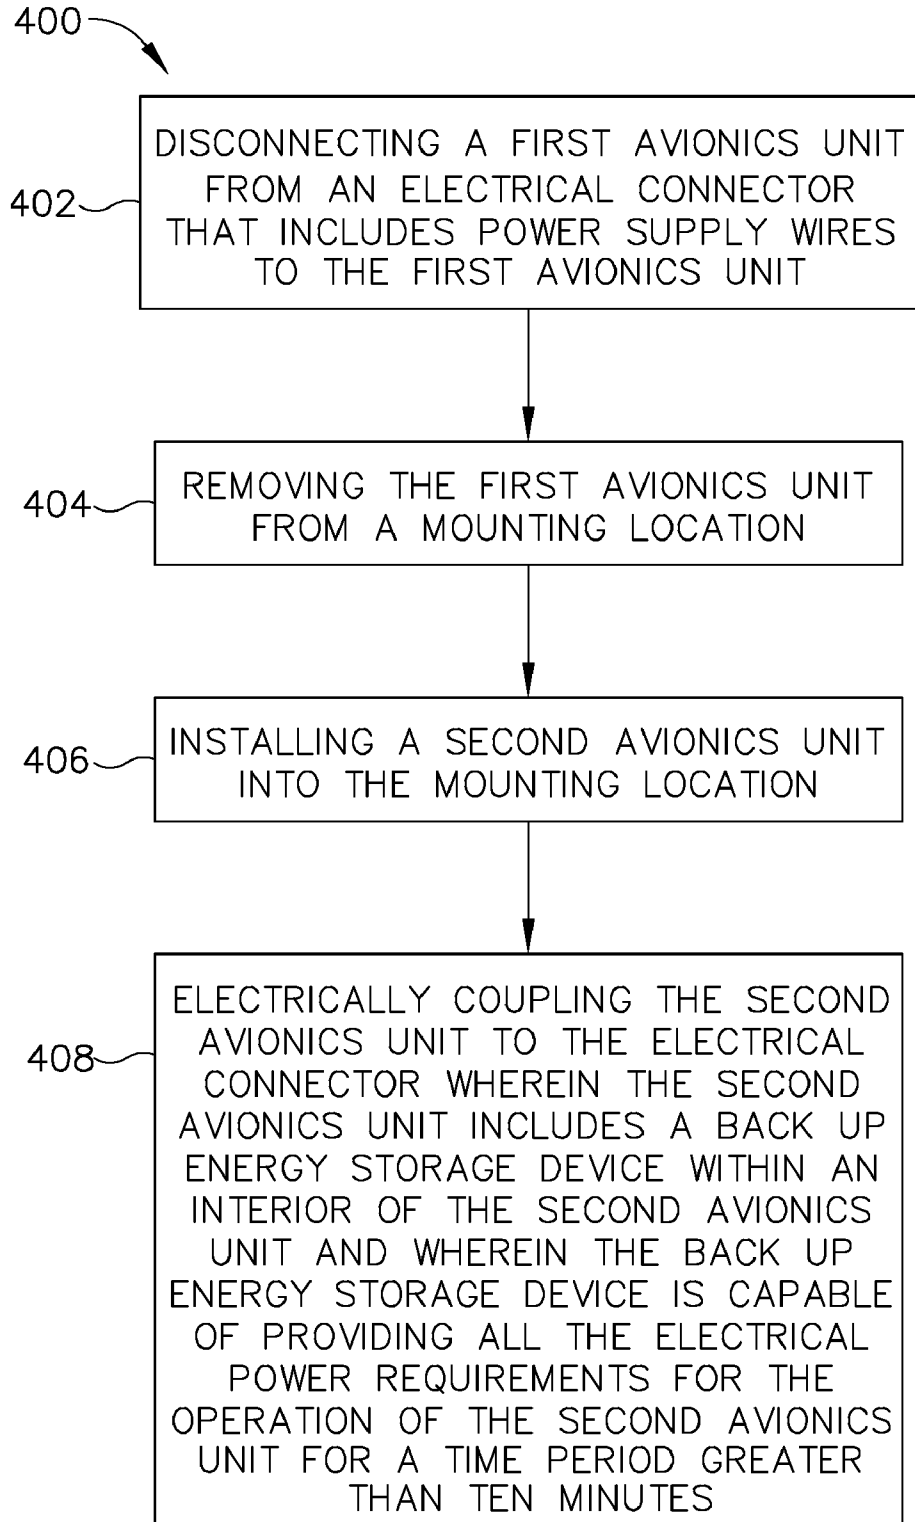 400
402
DISCONNECTING A FIRST AVIONICS UNIT
FROM AN ELECTRICAL CONNECTOR
THAT INCLUDES POWER SUPPLY WIRES
TO THE FIRST AVIONICS UNIT
404
REMOVING THE FIRST AVIONICS UNIT
FROM A MOUNTING LOCATION
406
INSTALLING A SECOND AVIONICS UNIT
INTO THE MOUNTING LOCATION
408
ELECTRICALLY COUPLING THE SECOND
AVIONICS UNIT TO THE ELECTRICAL
CONNECTOR WHEREIN THE SECOND
AVIONICS UNIT INCLUDES A BACK UP
ENERGY STORAGE DEVICE WITHIN AN
INTERIOR OF THE SECOND AVIONICS
UNIT AND WHEREIN THE BACK UP
ENERGY STORAGE DEVICE IS CAPABLE
OF PROVIDING ALL THE ELECTRICAL
POWER REQUIREMENTS FOR THE
OPERATION OF THE SECOND AVIONICS
UNIT FOR A TIME PERIOD GREATER
THAN TEN MINUTES